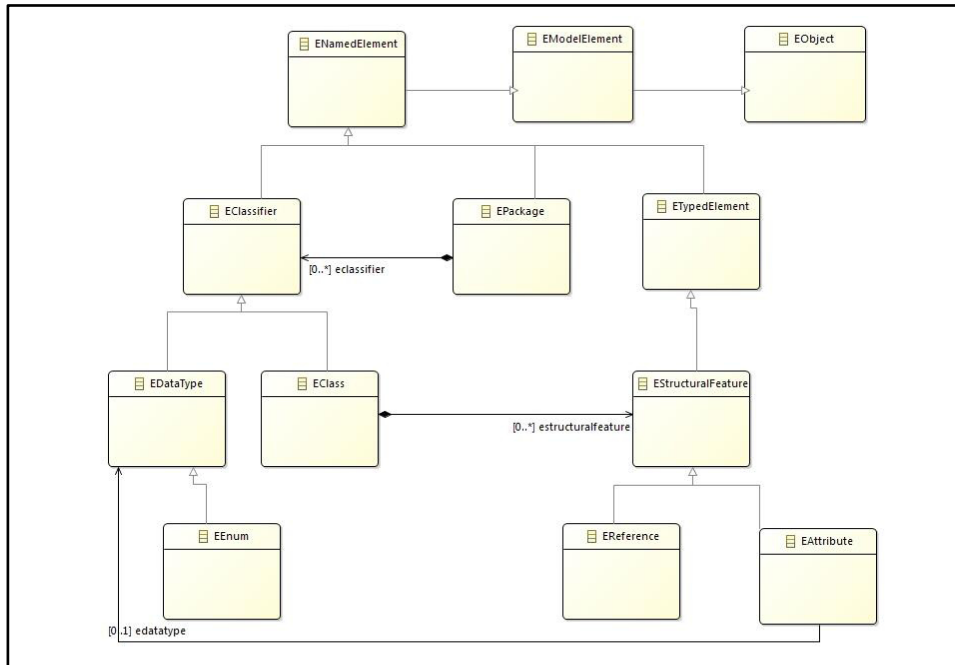 ENamedElement
EModelElement
EObject
EClassifier
EPackage
ETypedElement
[0..*] eclassifier
EDataType
EClass
EStructuralFeature
[0..*] estructuralfeature
EEnum
EReference
EAttribute
[0..1] edatatype